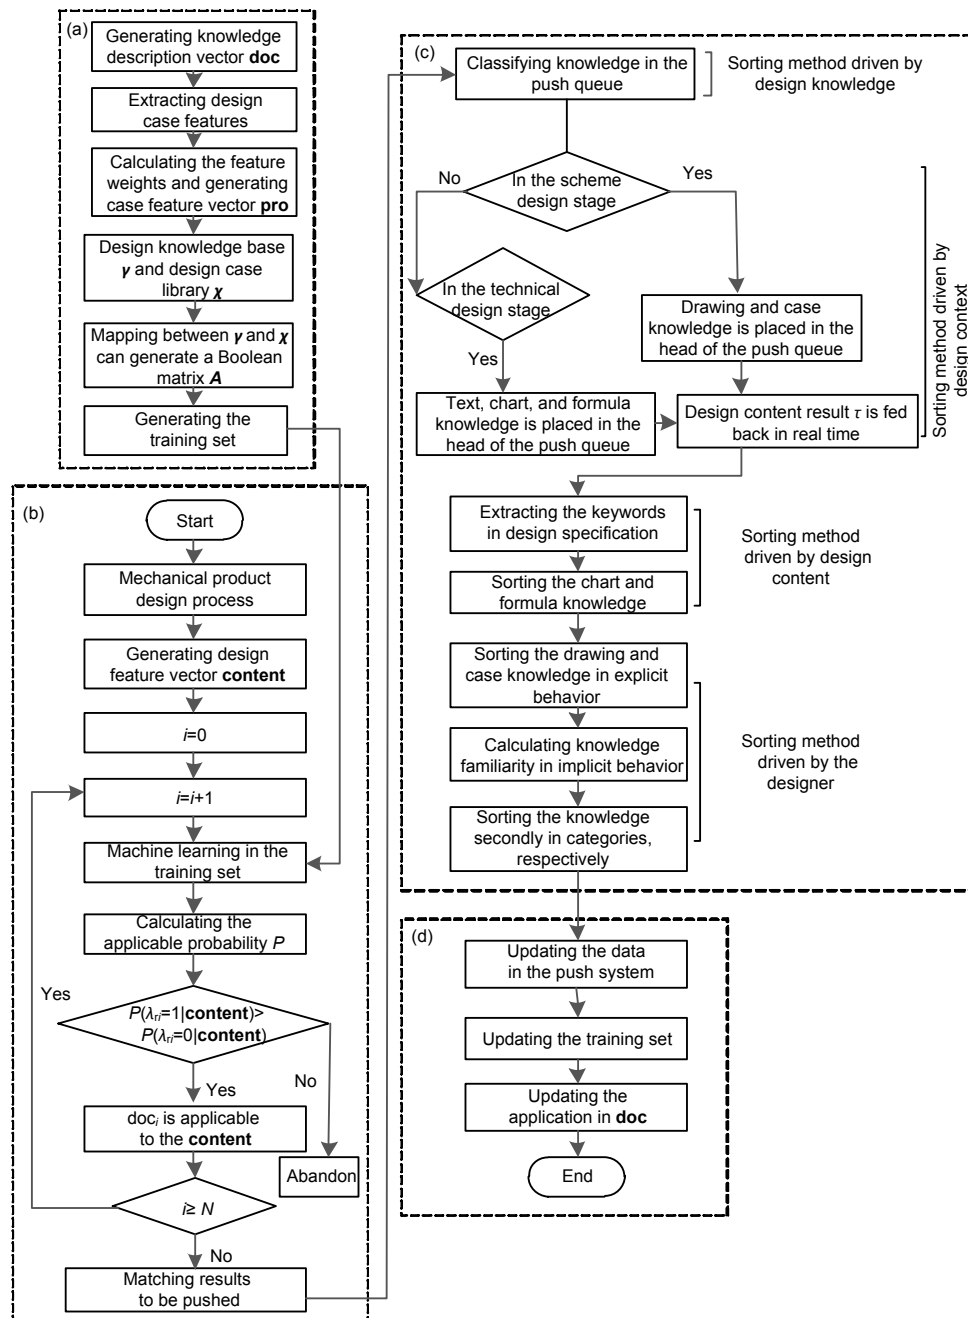 (a)
Generating knowledge
description vector doc
Extracting design
case features
Calculating the feature
weights and generating
case feature vector pro
Design knowledge base
γ and design case
library χ
Mapping between γ and χ
can generate a Boolean
matrix A
Generating the
training set
(b)
Start
Mechanical product
design process
Generating design
feature vector content
i=0
i=i+1
Machine learning in the
training set
Calculating the
applicable probability P
Yes
P(λri=1|content)>
P(λri=0|content)
No
Yes
doci is applicable
to the content
Abandon
i≥ N
No
Matching results
to be pushed
(c)
Classifying knowledge in the
push queue
Sorting method driven by
design knowledge
No
In the scheme
design stage
Yes
In the technical
design stage
Yes
Drawing and case
knowledge is placed in the
head of the push queue
Text, chart, and formula
knowledge is placed in the
head of the push queue
Design content result τ is fed
back in real time
Sorting method driven by
design context
Extracting the keywords
in design specification
Sorting the chart and
formula knowledge
Sorting method
driven by design
content
Sorting the drawing and
case knowledge in explicit
behavior
Calculating knowledge
familiarity in implicit behavior
Sorting the knowledge
secondly in categories,
respectively
Sorting method
driven by the
designer
(d)
Updating the data
in the push system
Updating the training set
Updating the
application in doc
End